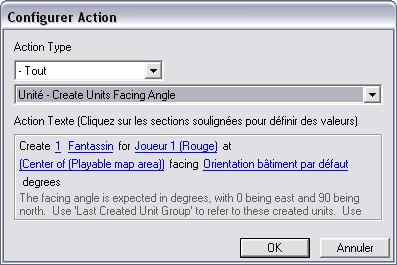 Configurer Action
Action Type
- Tout
Unité - Create Units Facing Angle
Action Texte (Cliquez sur les sections soulignées pour définir des valeurs)
Create 1 Fantassin for Joueur 1 (Rouge) at
(Center of (Playable map area)) facing Orientation bâtiment par défaut
degrees
The facing angle is expected in degrees, with 0 being east and 90 being
north. Use 'Last Created Unit Group' to refer to these created units. Use
OK Annuler